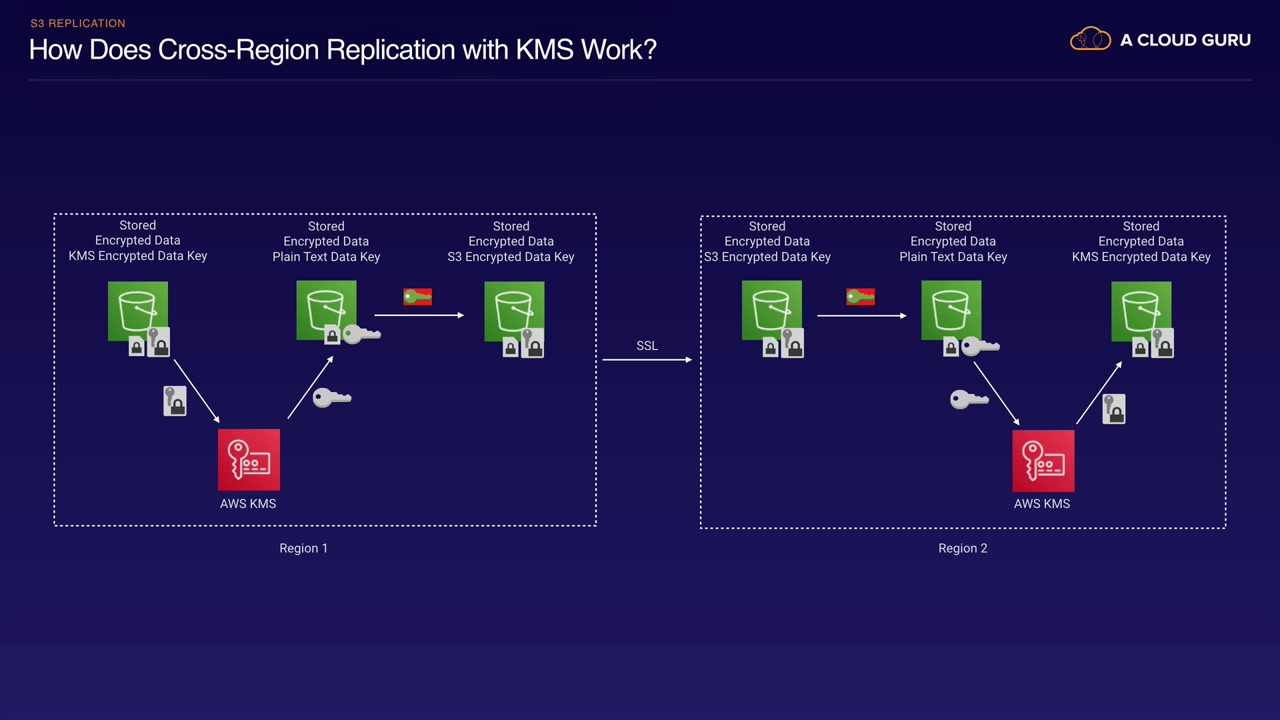 S3 REPLICATION
How Does Cross-Region Replication with KMS Work?
A CLOUD GURU
Stored
Encrypted Data
KMS Encrypted Data Key
Stored
Encrypted Data
Plain Text Data Key
Stored
Encrypted Data
S3 Encrypted Data Key
AWS KMS
Region 1
SSL
Stored
Encrypted Data
S3 Encrypted Data Key
Stored
Encrypted Data
Plain Text Data Key
Stored
Encrypted Data
KMS Encrypted Data Key
AWS KMS
Region 2